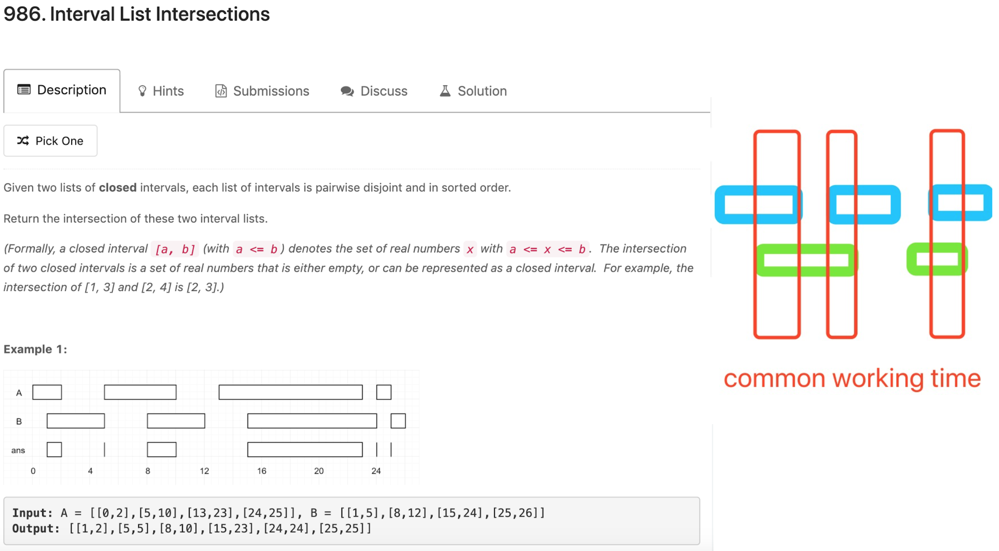 986. Interval List Intersections
Description Hints Submissions Discuss Solution
Pick One
Given two lists of closed intervals, each list of intervals is pairwise disjoint and in sorted order.
Return the intersection of these two interval lists.
(Formally, a closed interval [a, b] (with a <= b) denotes the set of real numbers x with a <= x <= b. The intersection
of two closed intervals is a set of real numbers that is either empty, or can be represented as a closed interval. For example, the
intersection of [1, 3] and [2, 4] is [2, 3].)
Example 1:
A
B
ans
0 4 8 12 16 20 24
Input: A = [[0,2],[5,10],[13,23],[24,25]], B = [[1,5],[8,12],[15,24],[25,26]]
Output: [[1,2],[5,5],[8,10],[15,23],[24,24],[25,25]]
common working time